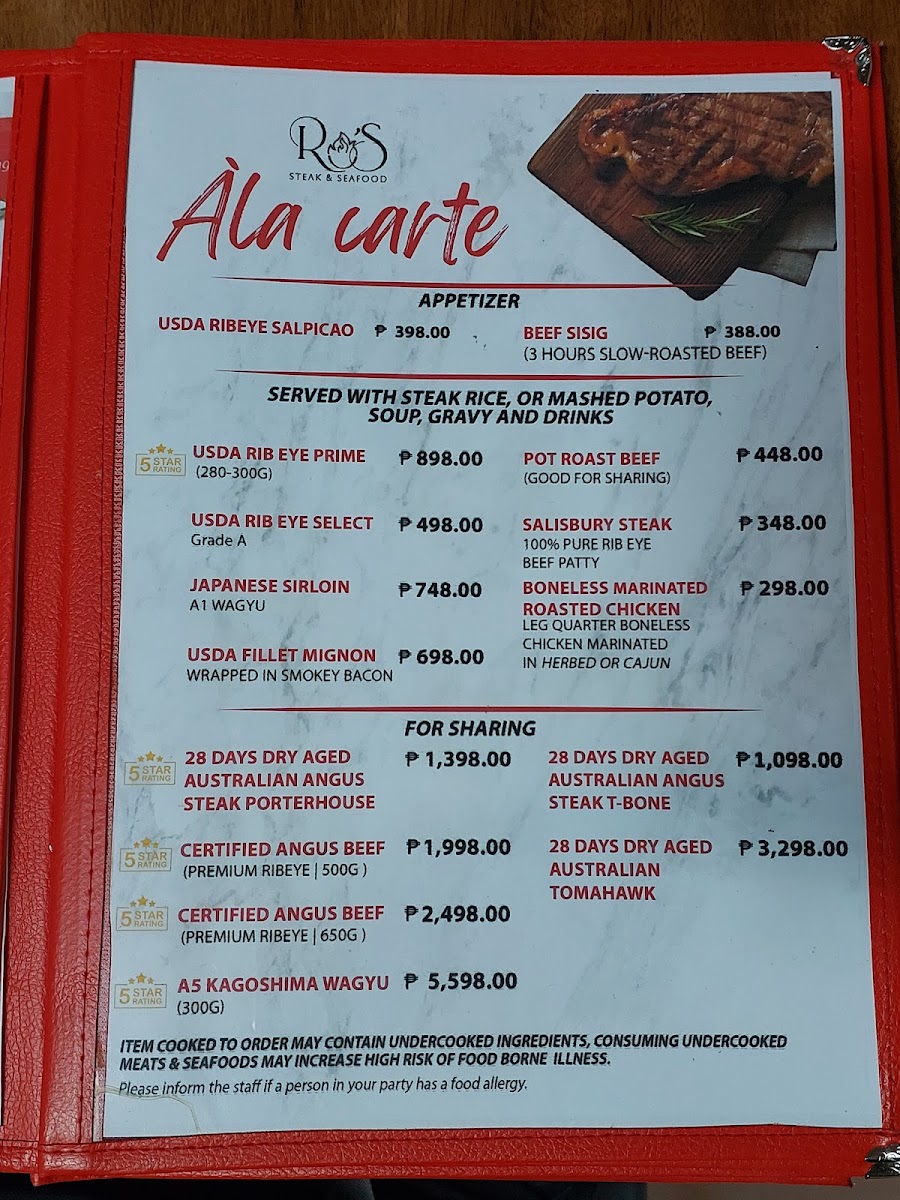 RO'S
STEAK & SEAFOOD
Àla carte
APPETIZER
USDA RIBEYE SALPICAO ₱ 398.00
BEEF SISIG ₱ 388.00
(3 HOURS SLOW-ROASTED BEEF)
SERVED WITH STEAK RICE, OR MASHED POTATO,
SOUP, GRAVY AND DRINKS
5 STAR RATING
USDA RIB EYE PRIME ₱898.00
(280-300G)
USDA RIB EYE SELECT ₱498.00
Grade A
JAPANESE SIRLOIN ₱748.00
A1 WAGYU
USDA FILLET MIGNON ₱698.00
WRAPPED IN SMOKEY BACON
POT ROAST BEEF ₱448.00
(GOOD FOR SHARING)
SALISBURY STEAK ₱348.00
100% PURE RIB EYE
BEEF PATTY
BONELESS MARINATED ₱298.00
ROASTED CHICKEN
LEG QUARTER BONELESS
CHICKEN MARINATED
IN HERBED OR CAJUN
FOR SHARING
5 STAR RATING
28 DAYS DRY AGED ₱1,398.00
AUSTRALIAN ANGUS
STEAK PORTERHOUSE
5 STAR RATING
CERTIFIED ANGUS BEEF ₱1,998.00
(PREMIUM RIBEYE | 500G )
5 STAR RATING
CERTIFIED ANGUS BEEF ₱2,498.00
(PREMIUM RIBEYE | 650G )
5 STAR RATING
A5 KAGOSHIMA WAGYU ₱ 5,598.00
(300G)
28 DAYS DRY AGED ₱1,098.00
AUSTRALIAN ANGUS
STEAK T-BONE
28 DAYS DRY AGED ₱3,298.00
AUSTRALIAN
TOMAHAWK
ITEM COOKED TO ORDER MAY CONTAIN UNDERCOOKED INGREDIENTS, CONSUMING UNDERCOOKED
MEATS & SEAFOODS MAY INCREASE HIGH RISK OF FOOD BORNE ILLNESS.
Please inform the staff if a person in your party has a food allergy.